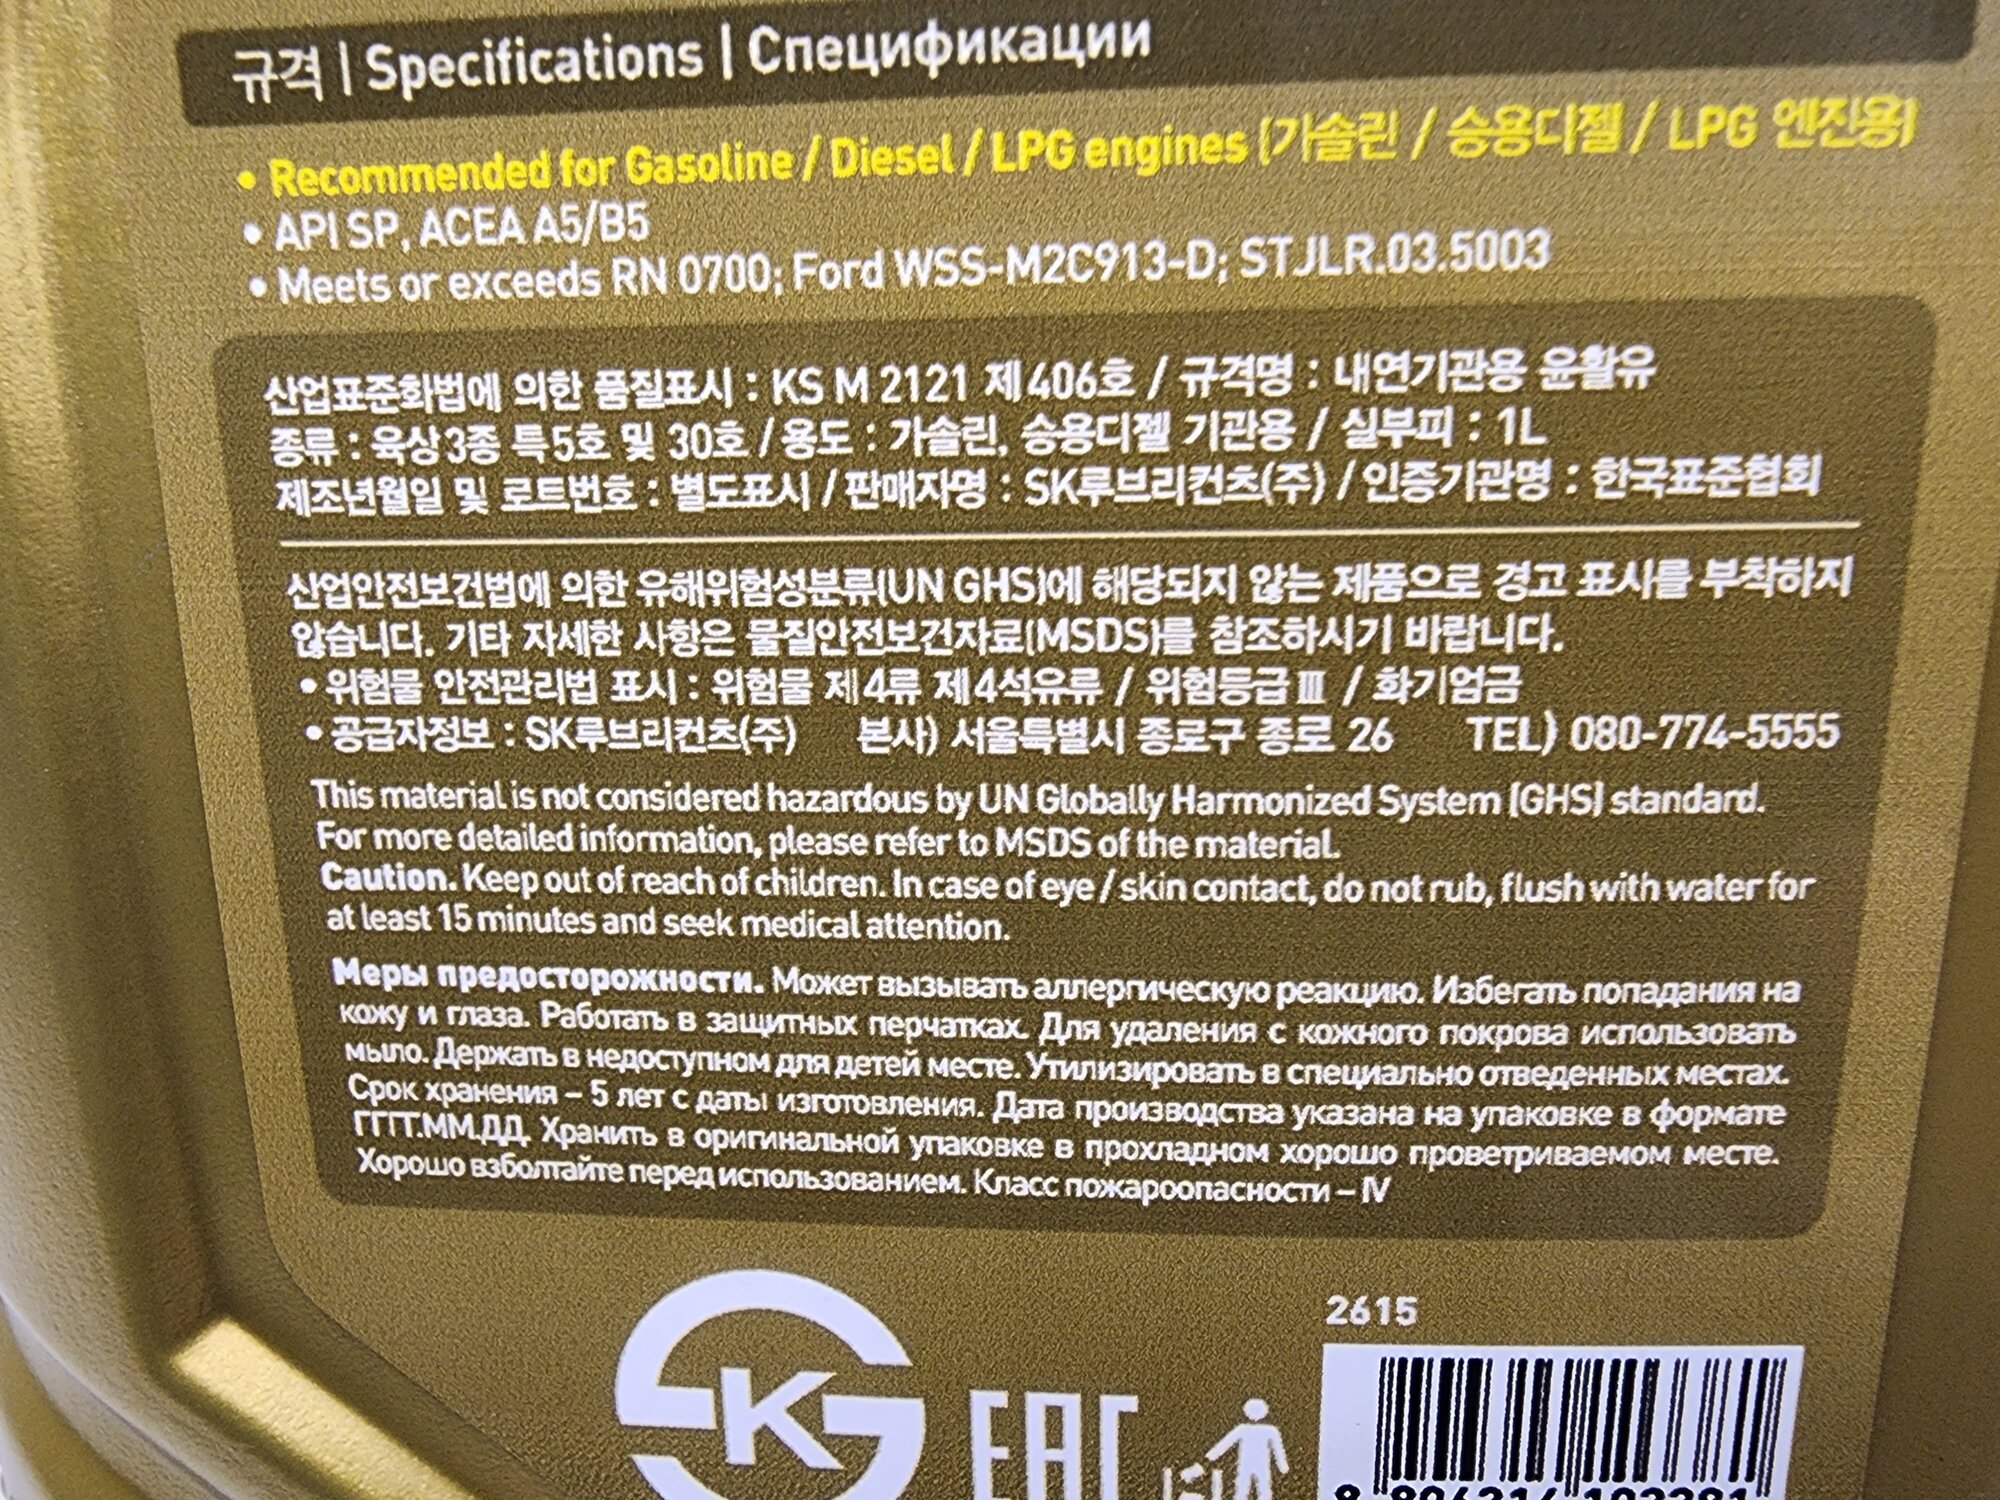 규격 | Specifications | Спецификации
• Recommended for Gasoline / Diesel / LPG engines (가솔린 / 승용디젤 / LPG 엔진용)
• API SP, ACEA A5/B5
• Meets or exceeds RN 0700; Ford WSS-M2C913-D; STJLR.03.5003
산업표준화법에 의한 품질표시 : KS M 2121 제406호 / 규격명 : 내연기관용 윤활유
종류 : 육상3종 특5호 및 30호 / 용도 : 가솔린, 승용디젤 기관용 / 실부피 : 1L
제조년월일 및 로트번호 : 별도표시 / 판매자명 : SK루브리컨츠(주) / 인증기관명 : 한국표준협회
산업안전보건법에 의한 유해위험성분류(UN GHS)에 해당되지 않는 제품으로 경고 표시를 부착하지
않습니다. 기타 자세한 사항은 물질안전보건자료(MSDS)를 참조하시기 바랍니다.
• 위험물 안전관리법 표시 : 위험물 제4류 제4석유류 / 위험등급Ⅲ / 화기엄금
• 공급자정보 : SK루브리컨츠(주) 본사) 서울특별시 종로구 종로 26 TEL) 080-774-5555
This material is not considered hazardous by UN Globally Harmonized System (GHS) standard.
For more detailed information, please refer to MSDS of the material.
Caution. Keep out of reach of children. In case of eye / skin contact, do not rub, flush with water for
at least 15 minutes and seek medical attention.
Меры предосторожности. Может вызывать аллергическую реакцию. Избегать попадания на
кожу и глаза. Работать в защитных перчатках. Для удаления с кожного покрова использовать
мыло. Держать в недоступном для детей месте. Утилизировать в специально отведенных местах.
Срок хранения – 5 лет с даты изготовления. Дата производства указана на упаковке в формате
ГГГГ.ММ.ДД. Хранить в оригинальной упаковке в прохладном хорошо проветриваемом месте.
Хорошо взболтайте перед использованием. Класс пожароопасности – IV
2615
K
EAC